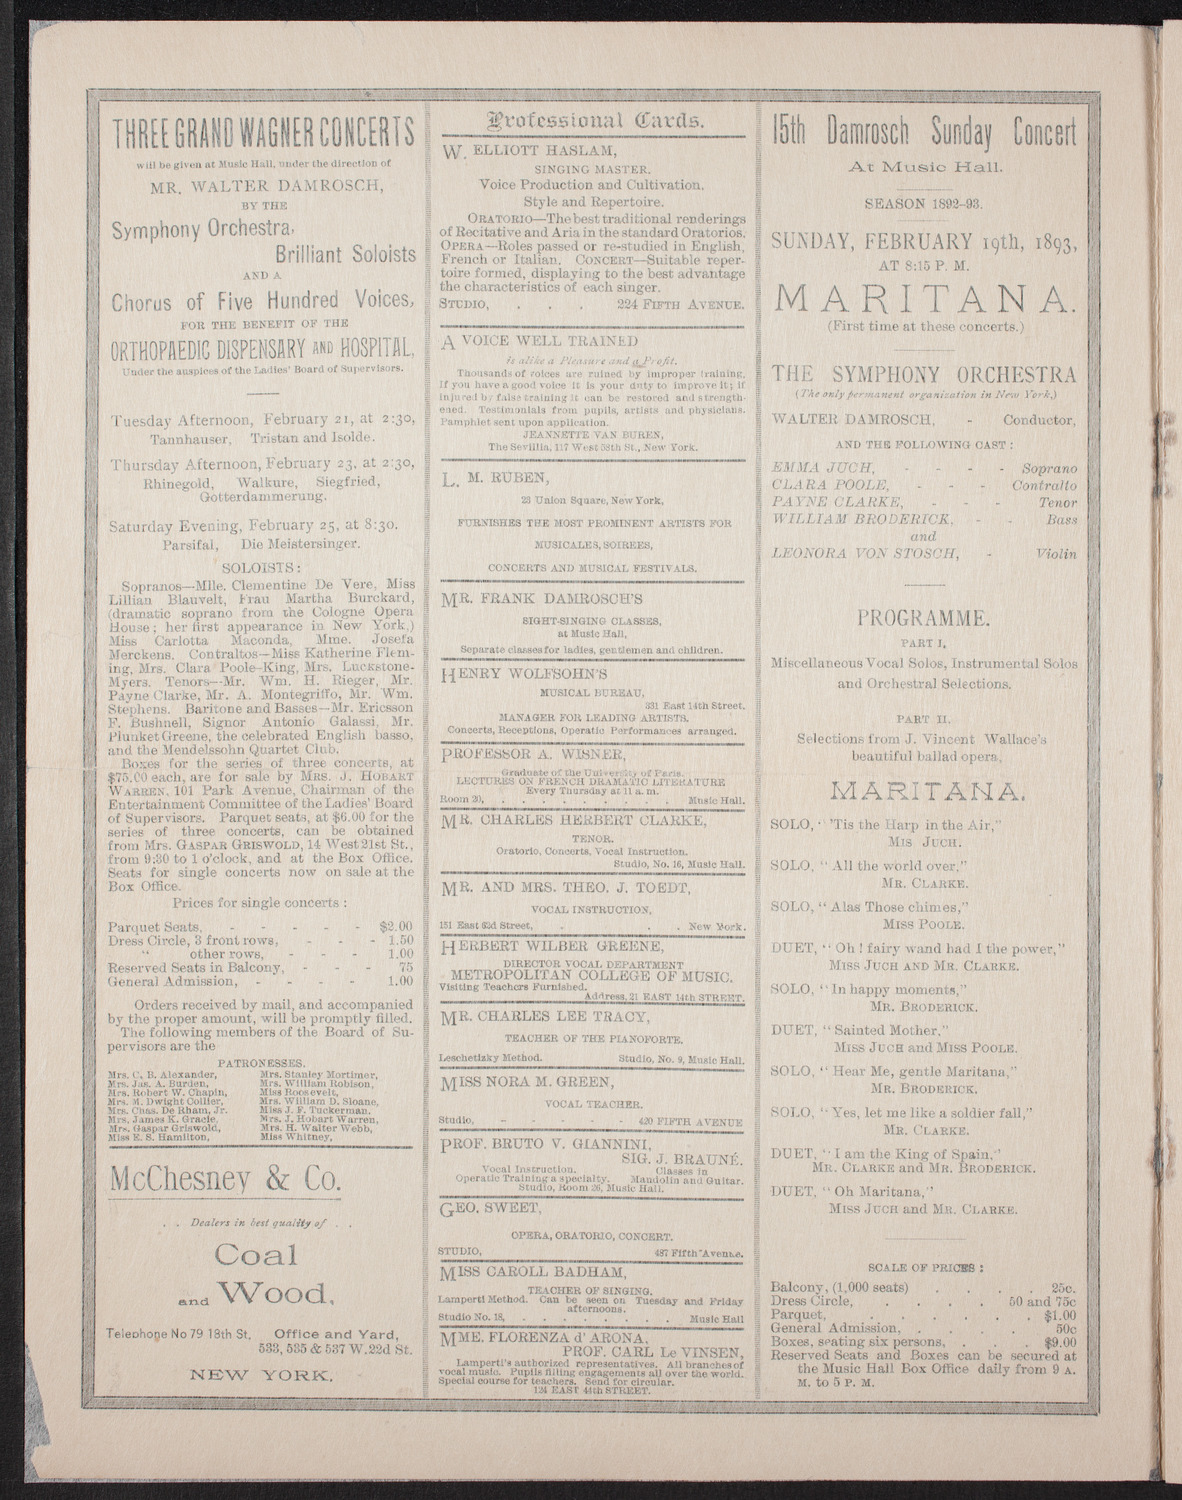 THREE GRAND WAGNER CONCERTS
will be given at Music Hall, under the direction of
MR. WALTER DAMROSCH,
BY THE
Symphony Orchestra,
Brilliant Soloists
AND A
Chorus of Five Hundred Voices,
FOR THE BENEFIT OF THE
ORTHOPAEDIC DISPENSARY AND HOSPITAL,
Under the auspices of the Ladies' Board of Supervisors.
Tuesday Afternoon, February 21, at 2:30,
Tannhauser, Tristan and Isolde.
Thursday Afternoon, February 23, at 2:30,
Rhinegold, Walkure, Siegfried,
Gotterdammerung.
Saturday Evening, February 25, at 8:30.
Parsifal, Die Meistersinger.
SOLOISTS:
Sopranos—Mlle. Clementine De Vere, Miss
Lillian Blauvelt, Frau Martha Burckard,
(dramatic soprano from the Cologne Opera
House; her first appearance in New York,)
Miss Carlotta Maconda, Mme. Josefa
Merckens. Contraltos—Miss Katherine Flem-
ing, Mrs. Clara Poole-King, Mrs. Luckstone-
Myers. Tenors—Mr. Wm. H. Rieger, Mr.
Payne Clarke, Mr. A. Montegriffo, Mr. Wm.
Stephens. Baritone and Basses—Mr. Ericsson
F. Bushnell, Signor Antonio Galassi, Mr.
Plunket Greene, the celebrated English basso,
and the Mendelssohn Quartet Club.
Boxes for the series of three concerts, at
$75.00 each, are for sale by MRS. J. HOBART
WARREN, 101 Park Avenue, Chairman of the
Entertainment Committee of the Ladies' Board
of Supervisors. Parquet seats, at $6.00 for the
series of three concerts, can be obtained
from Mrs. GASPAR GRISWOLD, 14 West 21st St.,
from 9:30 to 1 o'clock, and at the Box Office.
Seats for single concerts now on sale at the
Box Office.
Prices for single concerts:
Parquet Seats, - - - - - $2.00
Dress Circle, 3 front rows, - - - 1.50
" other rows, - - - 1.00
Reserved Seats in Balcony, - - - 75
General Admission, - - - - 1.00
Orders received by mail, and accompanied
by the proper amount, will be promptly filled.
The following members of the Board of Su-
pervisors are the
PATRONESSES.
Mrs. C. B. Alexander, Mrs. Stanley Mortimer,
Mrs. Jas. A. Burden, Mrs. William Robison,
Mrs. Robert W. Chapin, Miss Roosevelt,
Mrs. M. Dwight Collier, Mrs. William D. Sloane,
Mrs. Chas. De Rham, Jr. Miss J. F. Tuckerman,
Mrs. James K. Gracie, Mrs. J. Hobart Warren,
Mrs. Gaspar Griswold, Mrs. H. Walter Webb,
Miss E. S. Hamilton, Miss Whitney,
McChesney & Co.
. . Dealers in best quality of . .
Coal
and Wood,
Telephone No 79 18th St, Office and Yard,
533, 535 & 537 W. 22d St.
NEW YORK.
Professional Cards.
W. ELLIOTT HASLAM,
SINGING MASTER.
Voice Production and Cultivation.
Style and Repertoire.
ORATORIO—The best traditional renderings
of Recitative and Aria in the standard Oratorios.
OPERA—Roles passed or re-studied in English,
French or Italian. CONCERT—Suitable reper-
toire formed, displaying to the best advantage
the characteristics of each singer.
STUDIO, . . . 224 FIFTH AVENUE.
A VOICE WELL TRAINED
is alike a Pleasure and a Profit.
Thousands of voices are ruined by improper training.
If you have a good voice it is your duty to improve it; if
injured by false training it can be restored and strength-
ened. Testimonials from pupils, artists and physicians.
Pamphlet sent upon application.
JEANNETTE VAN BUREN,
The Sevillia, 117 West 58th St., New York.
L. M. RUBEN,
23 Union Square, New York,
FURNISHES THE MOST PROMINENT ARTISTS FOR
MUSICALES, SOIREES,
CONCERTS AND MUSICAL FESTIVALS.
MR. FRANK DAMROSCH'S
SIGHT-SINGING CLASSES,
at Music Hall,
Separate classes for ladies, gentlemen and children.
HENRY WOLFSOHN'S
MUSICAL BUREAU,
331 East 14th Street.
MANAGER FOR LEADING ARTISTS.
Concerts, Receptions, Operatic Performances arranged.
PROFESSOR A. WISNER,
Graduate of the University of Paris.
LECTURES ON FRENCH DRAMATIC LITERATURE
Every Thursday at 11 a. m.
Room 20, . . . . . . . . . Music Hall.
MR. CHARLES HERBERT CLARKE,
TENOR.
Oratorio, Concerts, Vocal Instruction.
Studio, No. 16, Music Hall.
MR. AND MRS. THEO. J. TOEDT,
VOCAL INSTRUCTION,
151 East 62d Street, . . . New York.
HERBERT WILBER GREENE,
DIRECTOR VOCAL DEPARTMENT
METROPOLITAN COLLEGE OF MUSIC.
Visiting Teachers Furnished.
Address, 21 EAST 14th STREET.
MR. CHARLES LEE TRACY,
TEACHER OF THE PIANOFORTE.
Leschetizky Method. Studio, No. 9, Music Hall.
MISS NORA M. GREEN,
VOCAL TEACHER.
Studio, - - - - - 420 FIFTH AVENUE
PROF. BRUTO V. GIANNINI,
SIG. J. BRAUNÉ.
Vocal Instruction. Classes in
Operatic Training a specialty. Mandolin and Guitar.
Studio, Room 26, Music Hall.
GEO. SWEET,
OPERA, ORATORIO, CONCERT.
STUDIO, 487 Fifth Avenue.
MISS CAROLL BADHAM,
TEACHER OF SINGING.
Lamperti Method. Can be seen on Tuesday and Friday
afternoons.
Studio No. 18, . . . . . . . Music Hall
MME. FLORENZA d' ARONA,
PROF. CARL Le VINSEN,
Lamperti's authorized representatives. All branches of
vocal music. Pupils filling engagements all over the world.
Special course for teachers. Send for circular.
124 EAST 44th STREET.
15th Damrosch Sunday Concert
At Music Hall.
SEASON 1892-93.
SUNDAY, FEBRUARY 19th, 1893,
AT 8:15 P. M.
MARITANA.
(First time at these concerts.)
THE SYMPHONY ORCHESTRA
(The only permanent organization in New York,)
WALTER DAMROSCH, - Conductor,
AND THE FOLLOWING CAST:
EMMA JUCH, - - - - Soprano
CLARA POOLE, - - - Contralto
PAYNE CLARKE, - - - Tenor
WILLIAM BRODERICK, - - Bass
and
LEONORA VON STOSCH, - Violin
PROGRAMME.
PART I,
Miscellaneous Vocal Solos, Instrumental Solos
and Orchestral Selections.
PART II.
Selections from J. Vincent Wallace's
beautiful ballad opera,
MARITANA.
SOLO, "'Tis the Harp in the Air,"
MIS JUCH.
SOLO, "All the world over,"
MR. CLARKE.
SOLO, "Alas Those chimes,"
MISS POOLE.
DUET, "Oh! fairy wand had I the power,"
MISS JUCH AND MR. CLARKE.
SOLO, "In happy moments,"
MR. BRODERICK.
DUET, "Sainted Mother,"
MISS JUCH and MISS POOLE.
SOLO, "Hear Me, gentle Maritana,"
MR. BRODERICK,
SOLO, "Yes, let me like a soldier fall,"
MR. CLARKE.
DUET, "I am the King of Spain,"
MR. CLARKE and MR. BRODERICK.
DUET, "Oh Maritana,"
MISS JUCH and MR. CLARKE.
SCALE OF PRICES:
Balcony, (1,000 seats) . . . . 25c.
Dress Circle, . . . . 50 and 75c
Parquet, . . . . . . . $1.00
General Admission, . . . . . 50c
Boxes, seating six persons, . . . $9.00
Reserved Seats and Boxes can be secured at
the Music Hall Box Office daily from 9 A.
M. to 5 P. M.